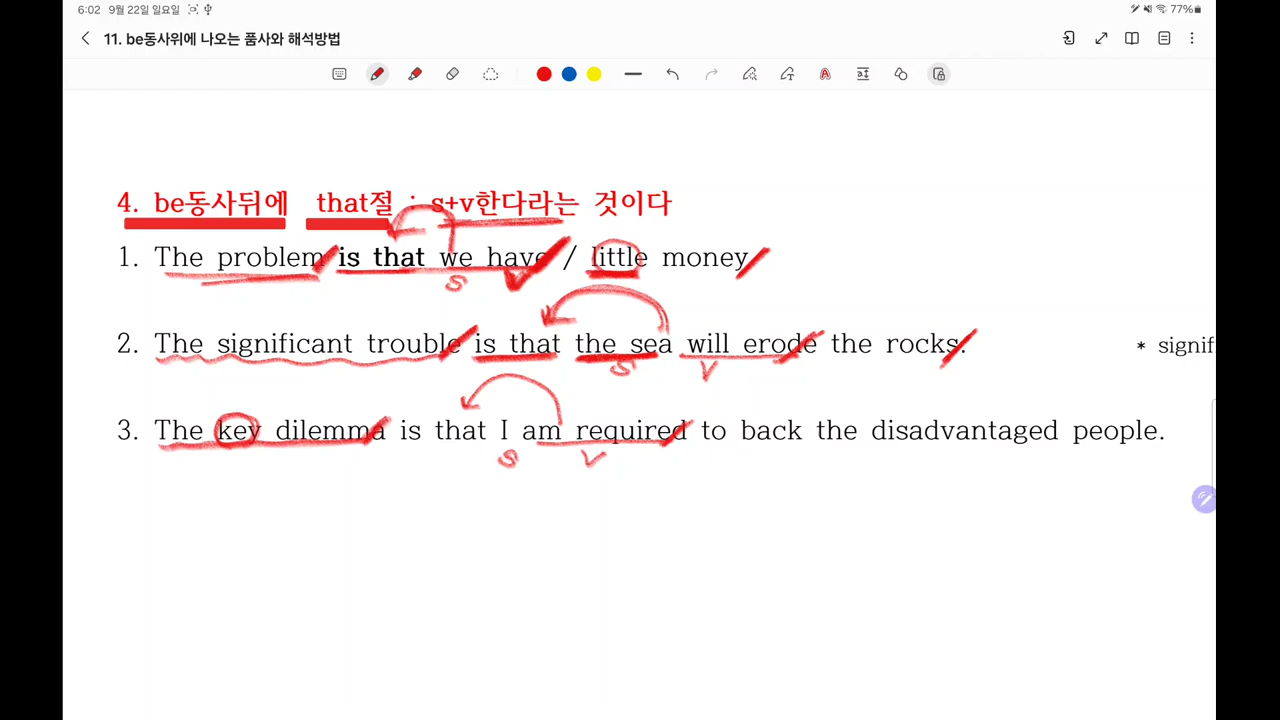 6:02 9월 22일 일요일 77%
11. be동사위에 나오는 품사와 해석방법
4. be동사뒤에 that절 : s+v한다라는 것이다
1. The problem is that we have / little money
S V
2. The significant trouble is that the sea will erode the rocks. * signif
S V
3. The key dilemma is that I am required to back the disadvantaged people.
S V